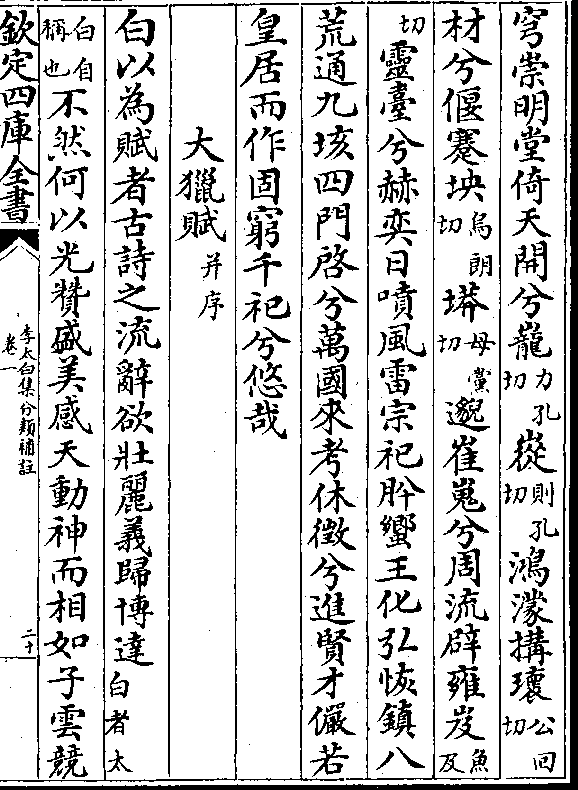 穹崇明堂倚天開兮巃力孔切嵷則孔切鴻濛搆瓌公回切
材兮偃蹇坱烏朗切壾母黨切邈崔嵬兮周流辟雍岌魚及
切靈臺兮赫奕日噴風雷宗祀肸蠁王化弘恢鎮八
荒通九垓四門啓兮萬國來考休徵兮進賢才儼若
皇居而作固窮千祀兮悠哉
大獵賦并序
白以為賦者古詩之流辭欲壯麗義歸博達白者太
白自稱也不然何以光贊盛美感天動神而相如子雲競
欽定四庫全書
李太白集分類補註
卷一
二十